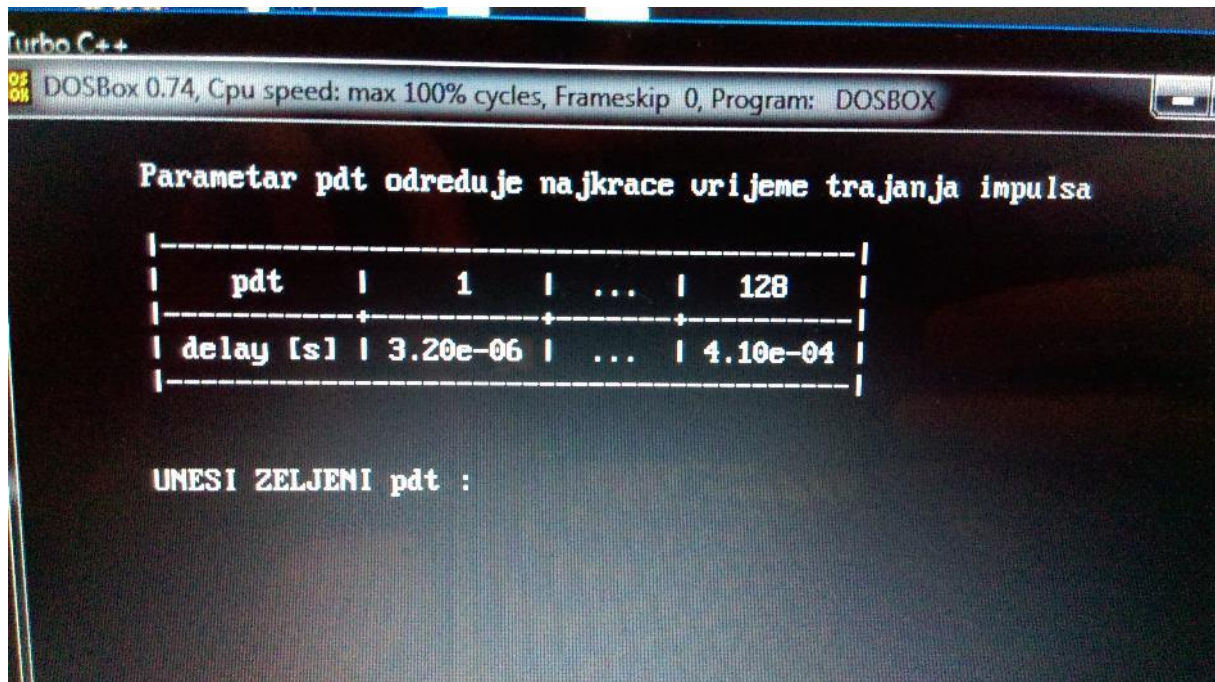 Turbo C++
DOSBox 0.74, Cpu speed: max 100% cycles, Frameskip 0, Program: DOSBOX
Parametar pdt odreduje najkrace vrijeme trajanja impulsa
|---------------------------------------------|
| pdt | 1 | ... | 128 |
|------------+-----------+--------+-----------|
| delay [s] | 3.20e-06 | ... | 4.10e-04 |
|---------------------------------------------|
UNESI ZELJENI pdt :